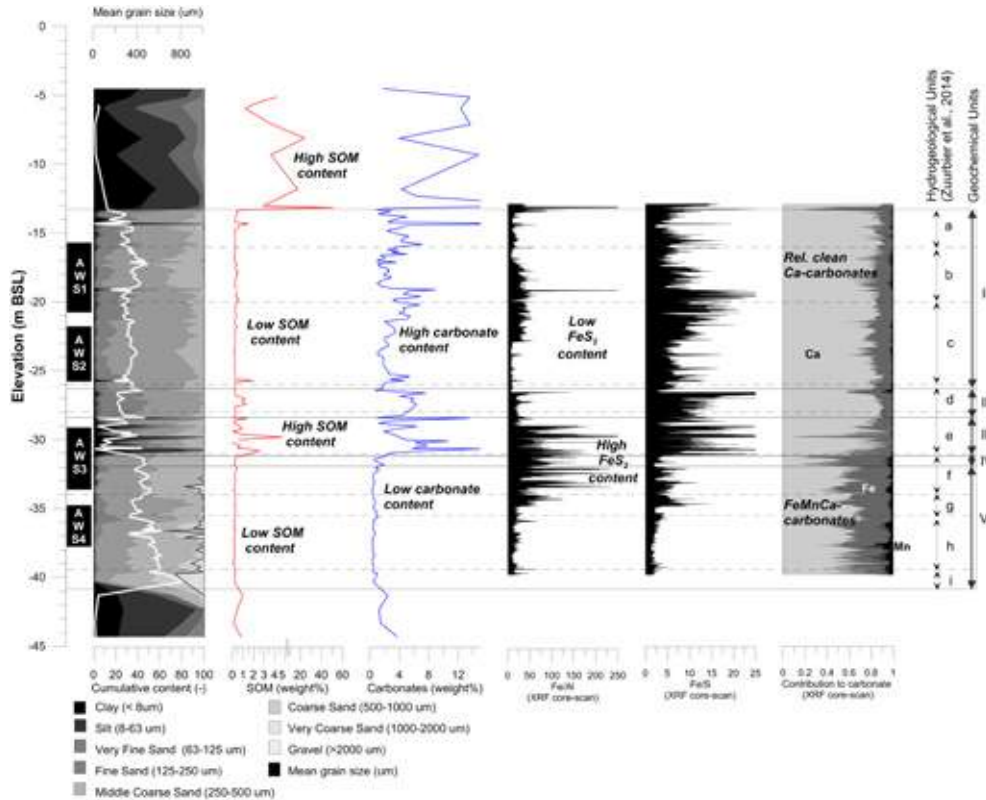 Mean grain size (um)
0 400 800
0
-5
-10
-15
-20
-25
-30
-35
-40
-45
Elevation (m BSL)
A
W
S1
A
W
S2
A
W
S3
A
W
S4
High SOM
content
Low SOM
content
High SOM
content
Low SOM
content
High carbonate
content
Low carbonate
content
Low
FeS2
content
High
FeS2
content
Rel. clean
Ca-carbonates
Ca
Fe
FeMnCa-
carbonates
Mn
Hydrogeological Units
(Zuurbier et al., 2014)
Geochemical Units
a
b
c
d
e
f
g
h
i
I
II
IV
V
0 20 40 60 80 100
Cumulative content (-)
0 1 2 3 4 5 20 40 60
SOM (weight%)
0 4 8 12
Carbonates (weight%)
0 50 100 150 200 250
(XRF core-scan)
0 5 10 15 20 25
Fe/S
(XRF core-scan)
0 0.2 0.4 0.6 0.8 1
Contribution to carbonate
(XRF core-scan)
Clay (< 8um)
Silt (8-63 um)
Very Fine Sand (63-125 um)
Fine Sand (125-250 um)
Middle Coarse Sand (250-500 um)
Coarse Sand (500-1000 um)
Very Coarse Sand (1000-2000 um)
Gravel (>2000 um)
Mean grain size (um)